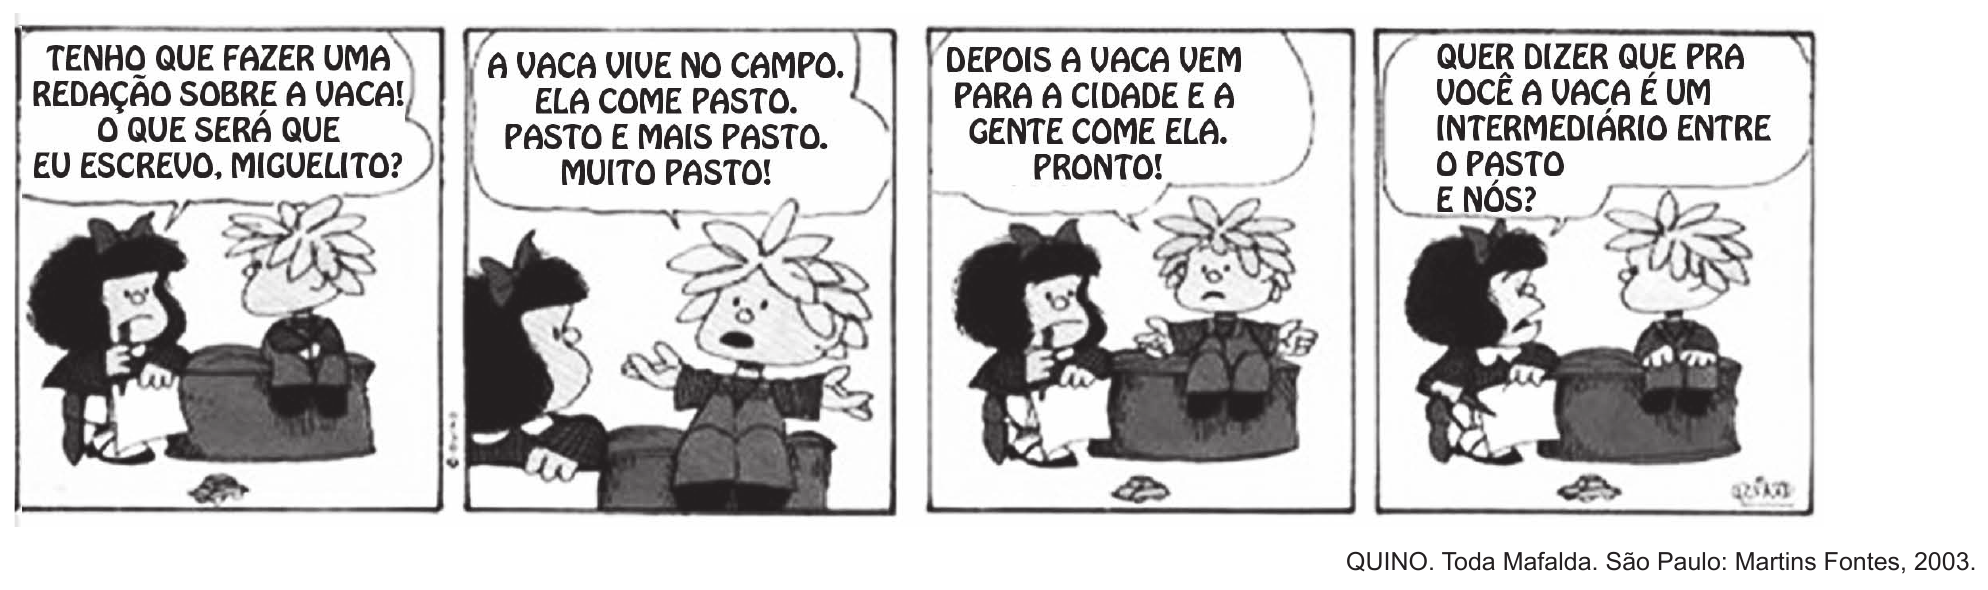 TENHO QUE FAZER UMA
REDAÇÃO SOBRE A VACA!
O QUE SERÁ QUE
EU ESCREVO, MIGUELITO?
A VACA VIVE NO CAMPO.
ELA COME PASTO.
PASTO E MAIS PASTO.
MUITO PASTO!
DEPOIS A VACA VEM
PARA A CIDADE E A
GENTE COME ELA.
PRONTO!
QUER DIZER QUE PRA
VOCÊ A VACA É UM
INTERMEDIÁRIO ENTRE
O PASTO
E NÓS?
© QUINO
QUINO
QUINO. Toda Mafalda. São Paulo: Martins Fontes, 2003.